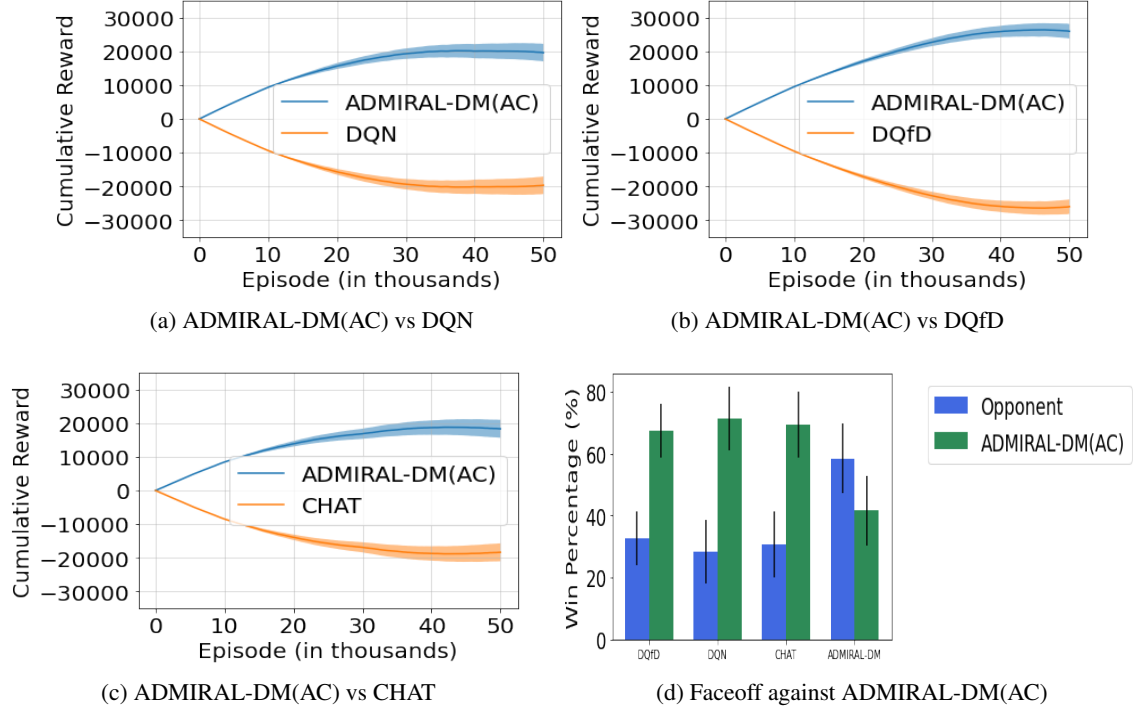 30000
20000
10000
0
−10000
−20000
−30000
Cumulative Reward
ADMIRAL-DM(AC)
DQN
0 10 20 30 40 50
Episode (in thousands)
(a) ADMIRAL-DM(AC) vs DQN
30000
20000
10000
0
−10000
−20000
−30000
Cumulative Reward
ADMIRAL-DM(AC)
DQfD
0 10 20 30 40 50
Episode (in thousands)
(b) ADMIRAL-DM(AC) vs DQfD
30000
20000
10000
0
−10000
−20000
−30000
Cumulative Reward
ADMIRAL-DM(AC)
CHAT
0 10 20 30 40 50
Episode (in thousands)
(c) ADMIRAL-DM(AC) vs CHAT
80
60
40
20
0
Win Percentage (%)
DQfD DQN CHAT ADMIRAL-DM
Opponent
ADMIRAL-DM(AC)
(d) Faceoff against ADMIRAL-DM(AC)